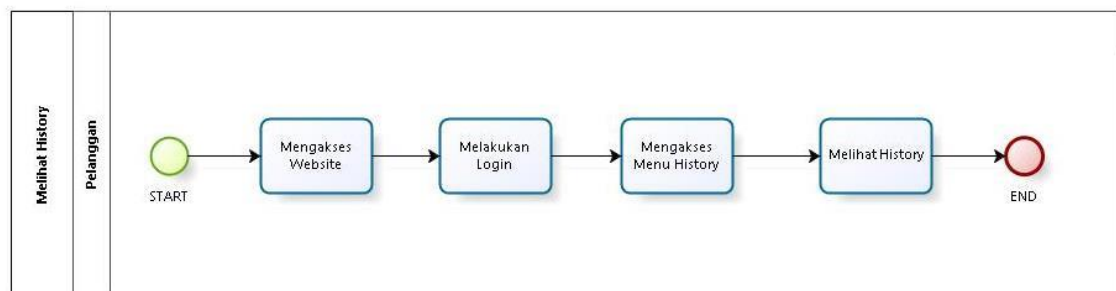 Melihat History
Pelanggan
START
Mengakses
Website
Melakukan
Login
Mengakses
Menu History
Melihat History
END